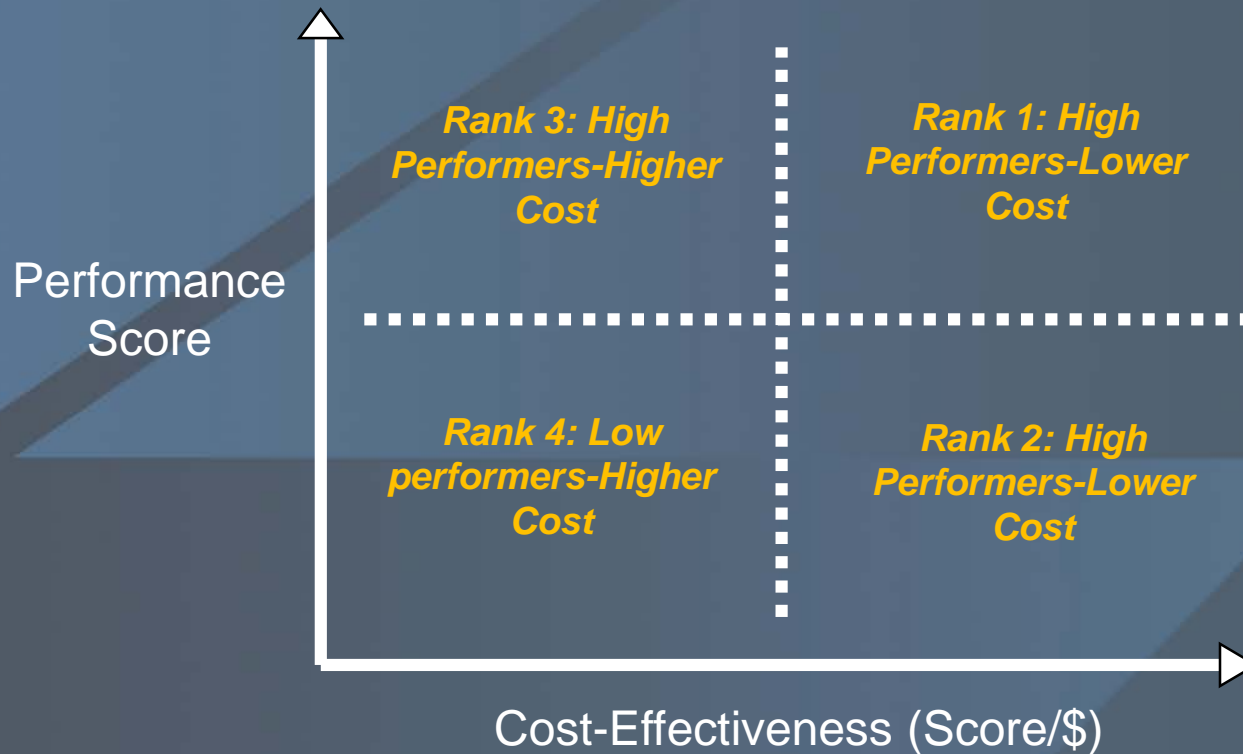 Rank 3: High
Performers-Higher
Cost
Rank 1: High
Performers-Lower
Cost
Performance
Score
Rank 4: Low
performers-Higher
Cost
Rank 2: High
Performers-Lower
Cost
Cost-Effectiveness (Score/$)